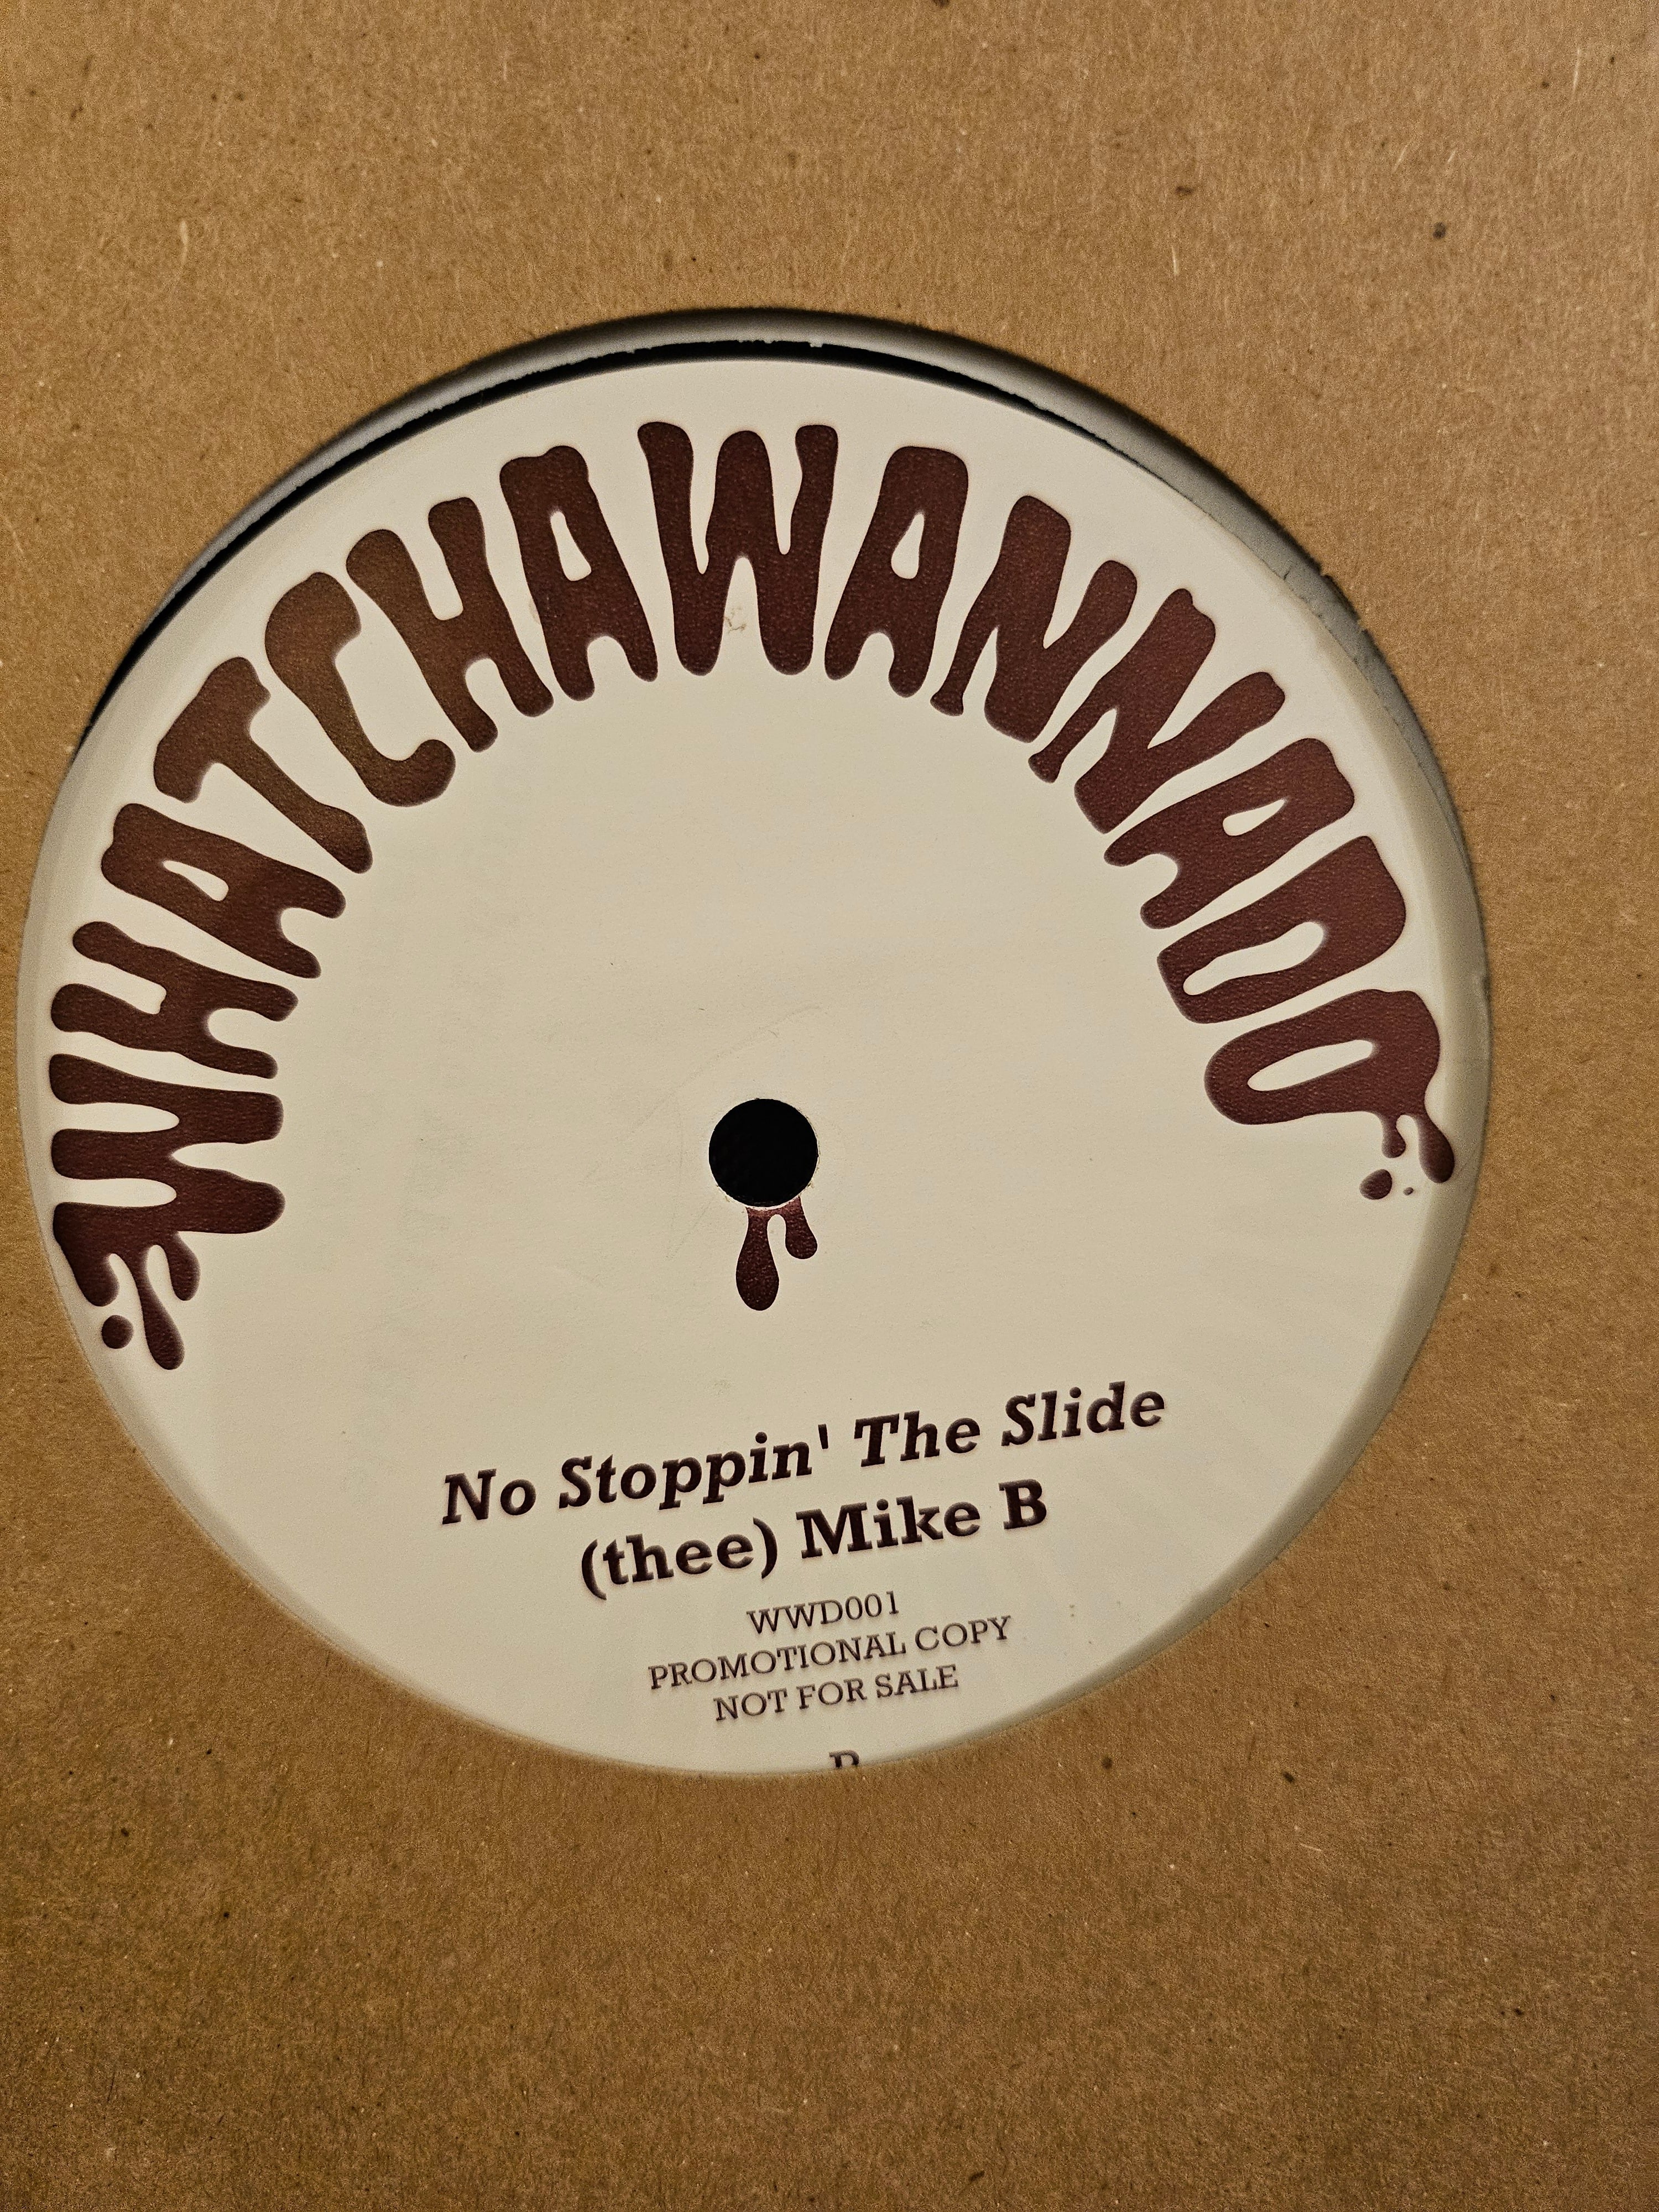 WHATCHAWANNADO
No Stoppin' The Slide
(thee) Mike B
WWD001
PROMOTIONAL COPY
NOT FOR SALE